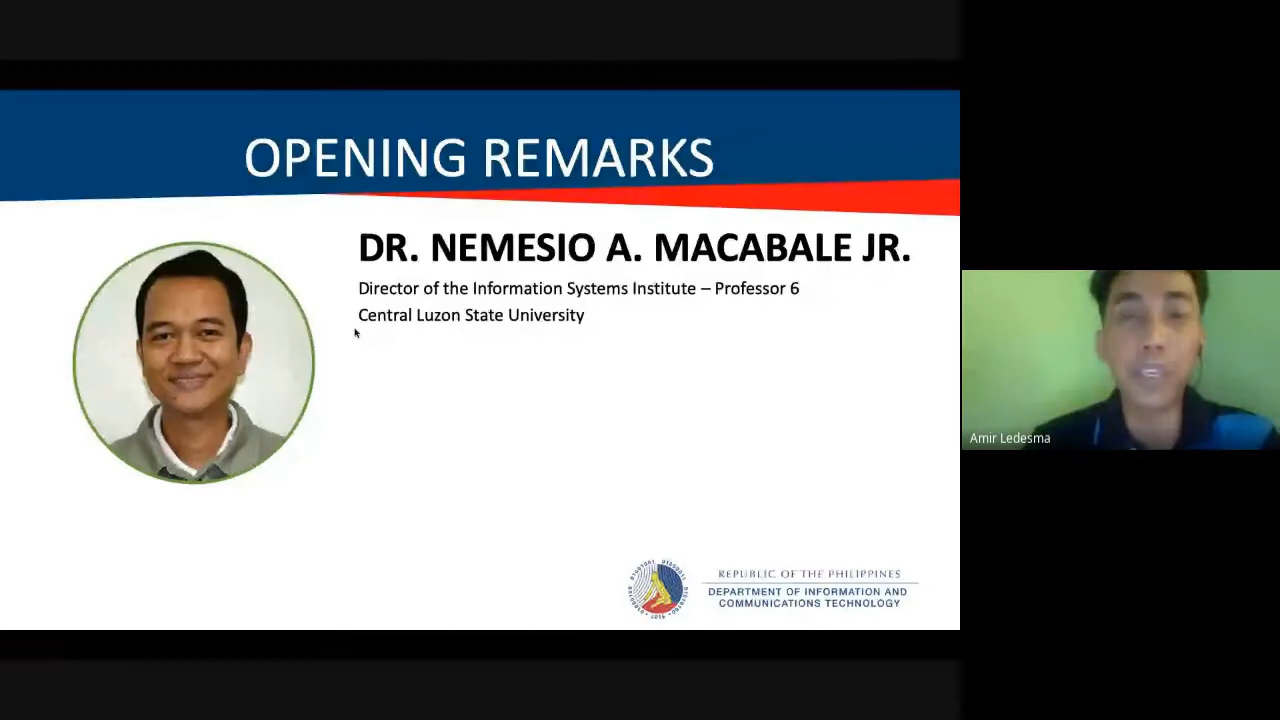 OPENING REMARKS
DR. NEMESIO A. MACABALE JR.
Director of the Information Systems Institute – Professor 6
Central Luzon State University
Amir Ledesma
REPUBLIC OF THE PHILIPPINES
DEPARTMENT OF INFORMATION AND
COMMUNICATIONS TECHNOLOGY